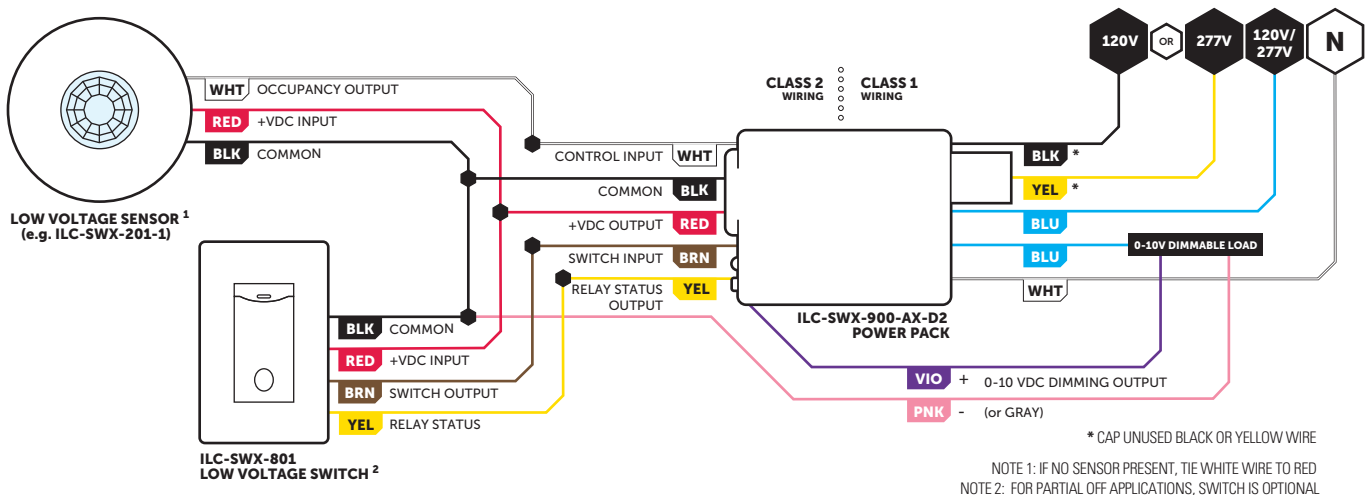 120V
OR
277V
120V/
277V
N
CLASS 2
WIRING
CLASS 1
WIRING
WHT OCCUPANCY OUTPUT
RED +VDC INPUT
BLK COMMON
LOW VOLTAGE SENSOR 1
(e.g. ILC-SWX-201-1)
CONTROL INPUT WHT
COMMON BLK
+VDC OUTPUT RED
SWITCH INPUT BRN
RELAY STATUS YEL
OUTPUT
BLK *
YEL *
BLU
BLU
0-10V DIMMABLE LOAD
WHT
ILC-SWX-900-AX-D2
POWER PACK
BLK COMMON
RED +VDC INPUT
BRN SWITCH OUTPUT
YEL RELAY STATUS
ILC-SWX-801
LOW VOLTAGE SWITCH 2
VIO + 0-10 VDC DIMMING OUTPUT
PNK - (or GRAY)
* CAP UNUSED BLACK OR YELLOW WIRE
NOTE 1: IF NO SENSOR PRESENT, TIE WHITE WIRE TO RED
NOTE 2: FOR PARTIAL OFF APPLICATIONS, SWITCH IS OPTIONAL